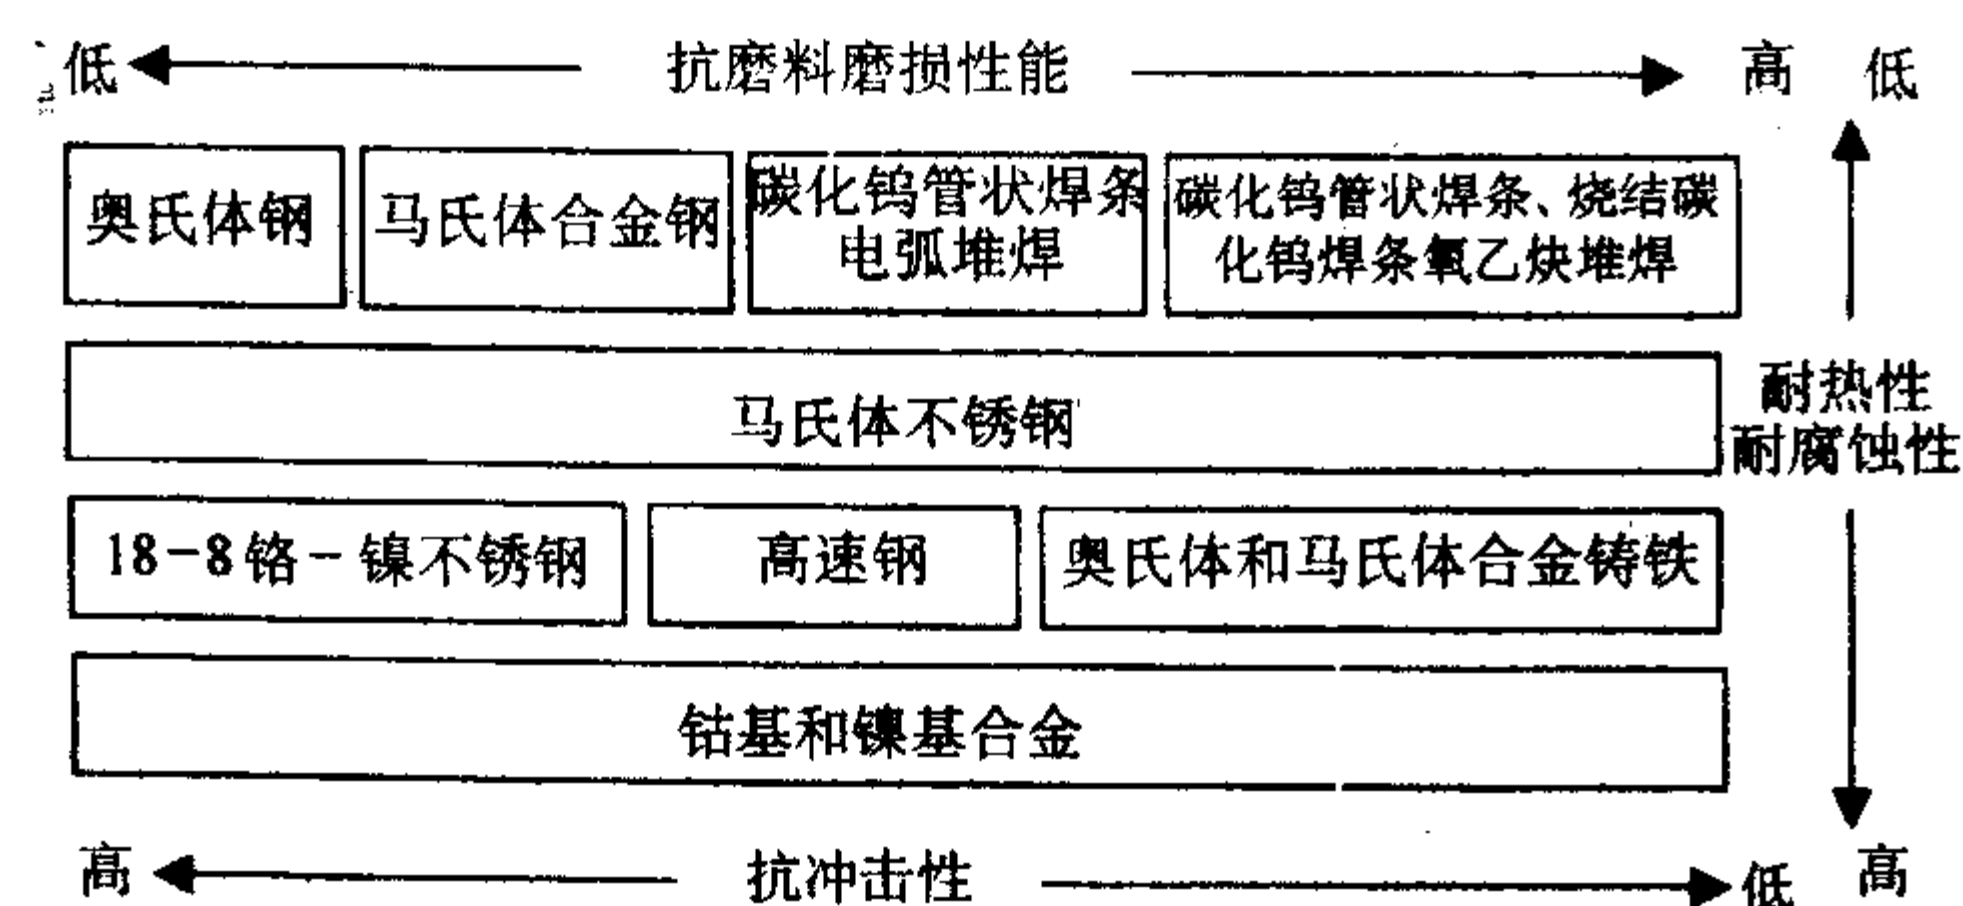 低 抗磨料磨损性能 高 低
奥氏体钢
马氏体合金钢
碳化钨管状焊条
电弧堆焊
碳化钨管状焊条、烧结碳
化钨焊条氧乙炔堆焊
马氏体不锈钢
耐热性
耐腐蚀性
18-8铬-镍不锈钢
高速钢
奥氏体和马氏体合金铸铁
钴基和镍基合金
高 抗冲击性 低 高